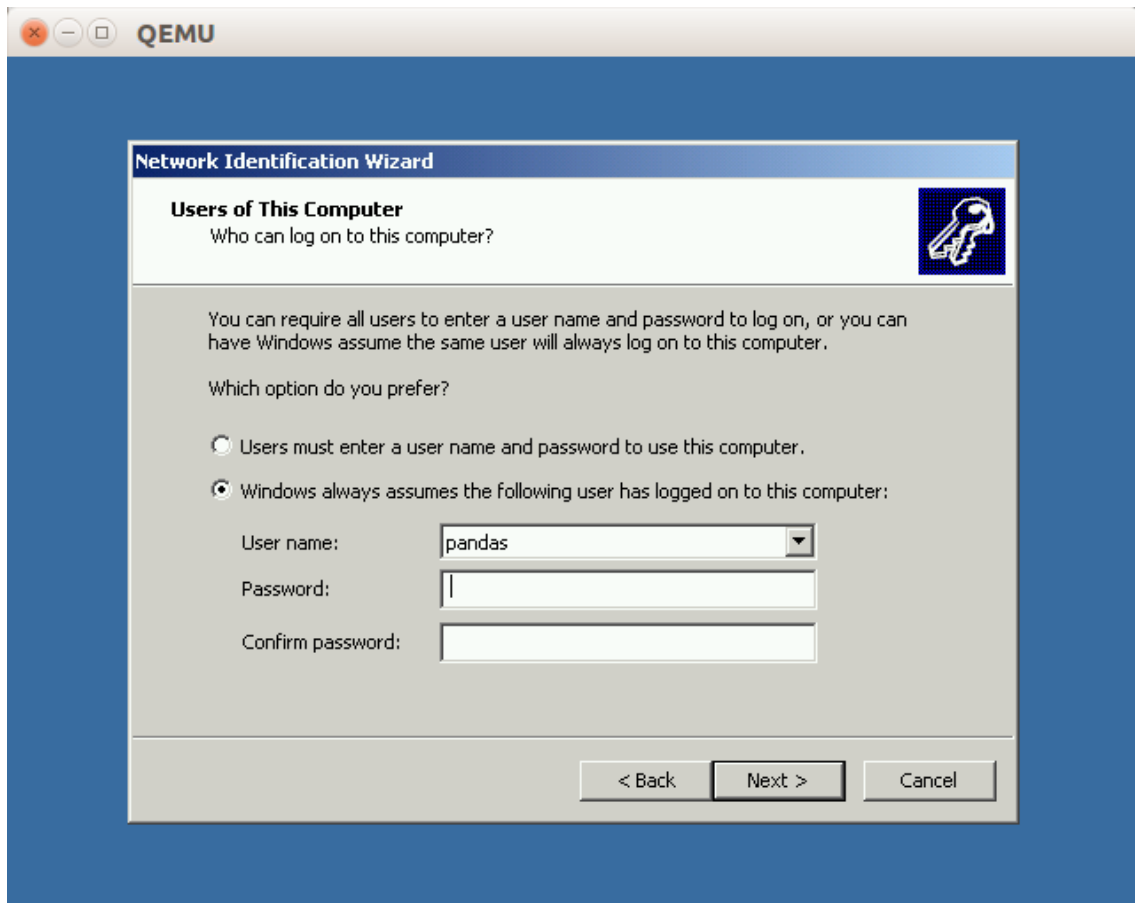 QEMU
Network Identification Wizard
Users of This Computer
Who can log on to this computer?
You can require all users to enter a user name and password to log on, or you can
have Windows assume the same user will always log on to this computer.
Which option do you prefer?
Users must enter a user name and password to use this computer.
Windows always assumes the following user has logged on to this computer:
User name: pandas
Password:
Confirm password:
< Back Next > Cancel